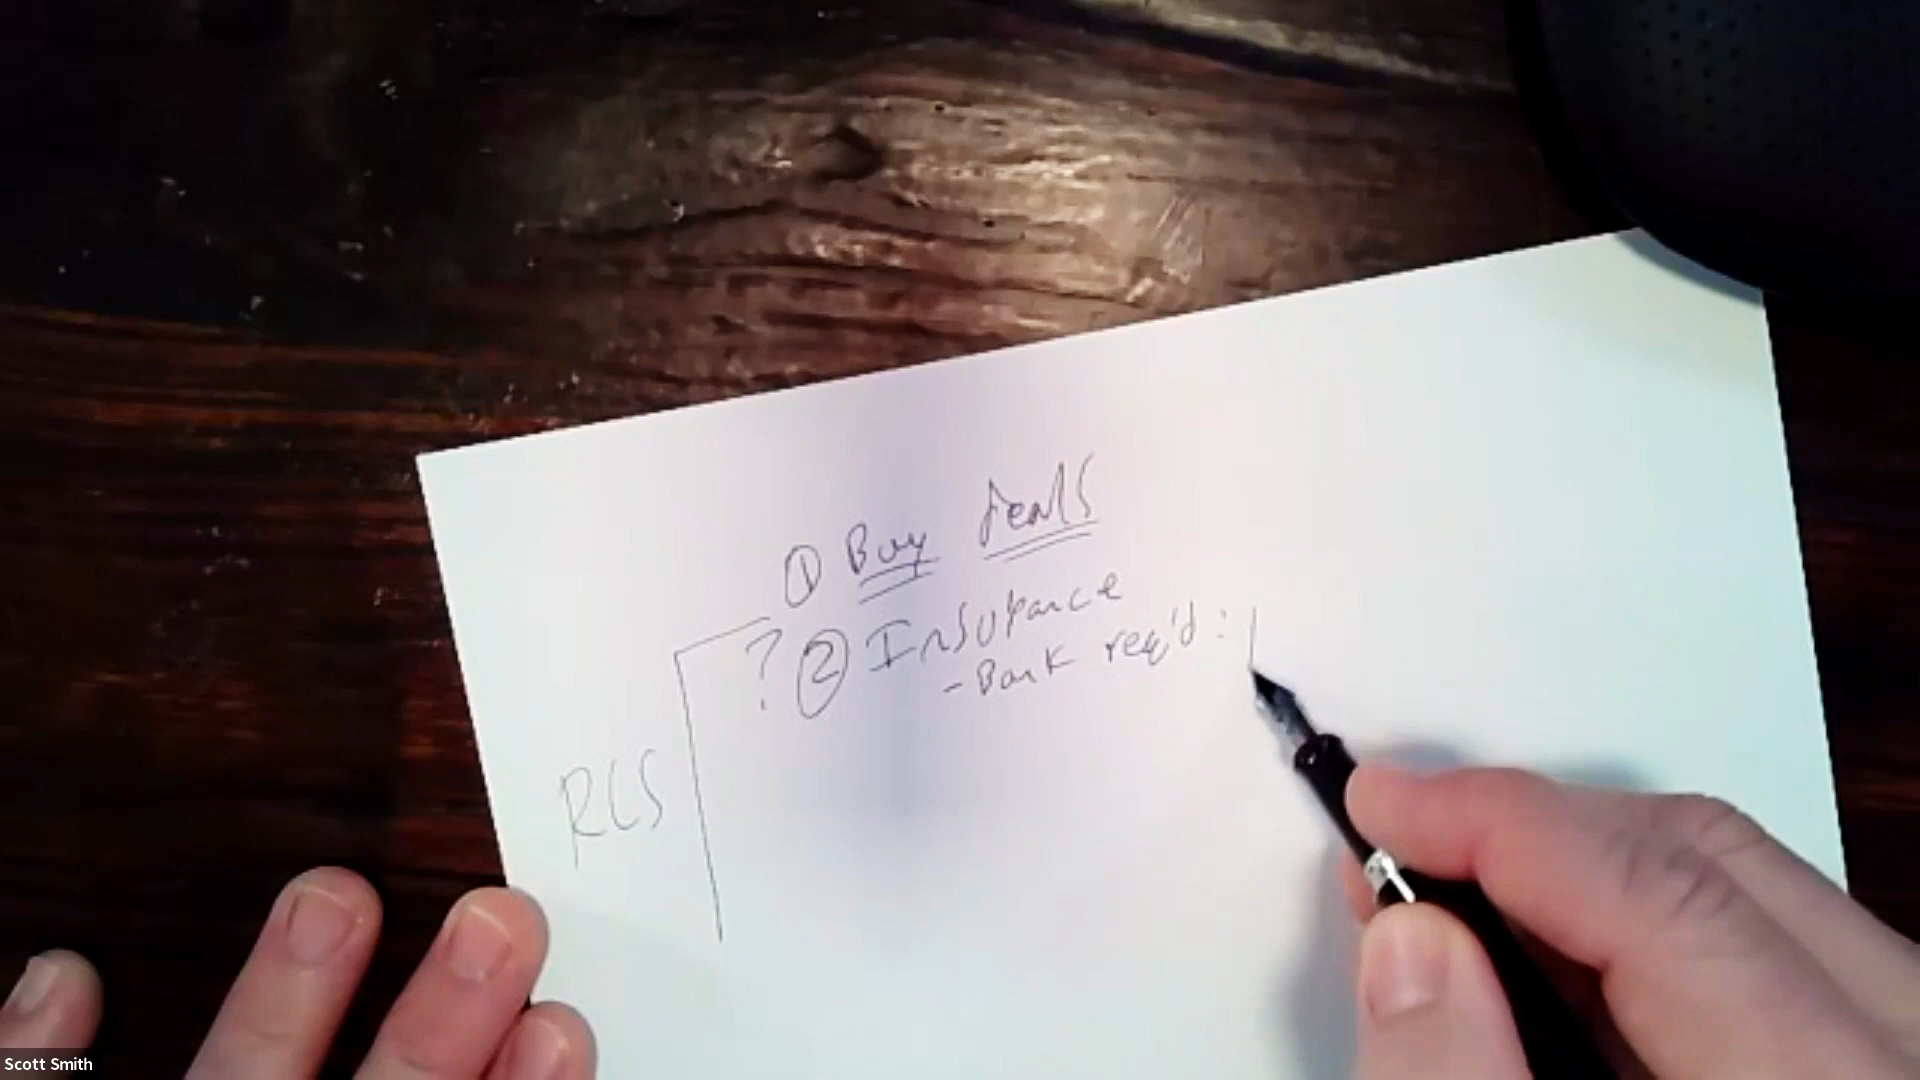 ① Buy deals
? ② Insurance
- Bank req'd :
RCS
Scott Smith